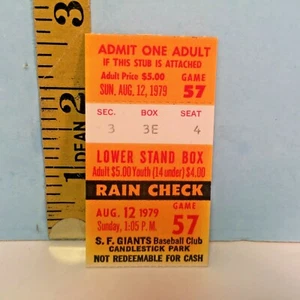 ADMIT ONE ADULT
IF THIS STUB IS ATTACHED
Adult Price $5.00 GAME
SUN, AUG, 12, 1979 57
SEC. BOX SEAT
3 3E 4
LOWER STAND BOX
Adult $5.00 Youth (14 under) $4.00
RAIN CHECK
AUG. 12 1979 GAME
Sunday, 1:05 P.M. 57
S. F. GIANTS Baseball Club
CANDLESTICK PARK
NOT REDEEMABLE FOR CASH
1
2
3
DEAN